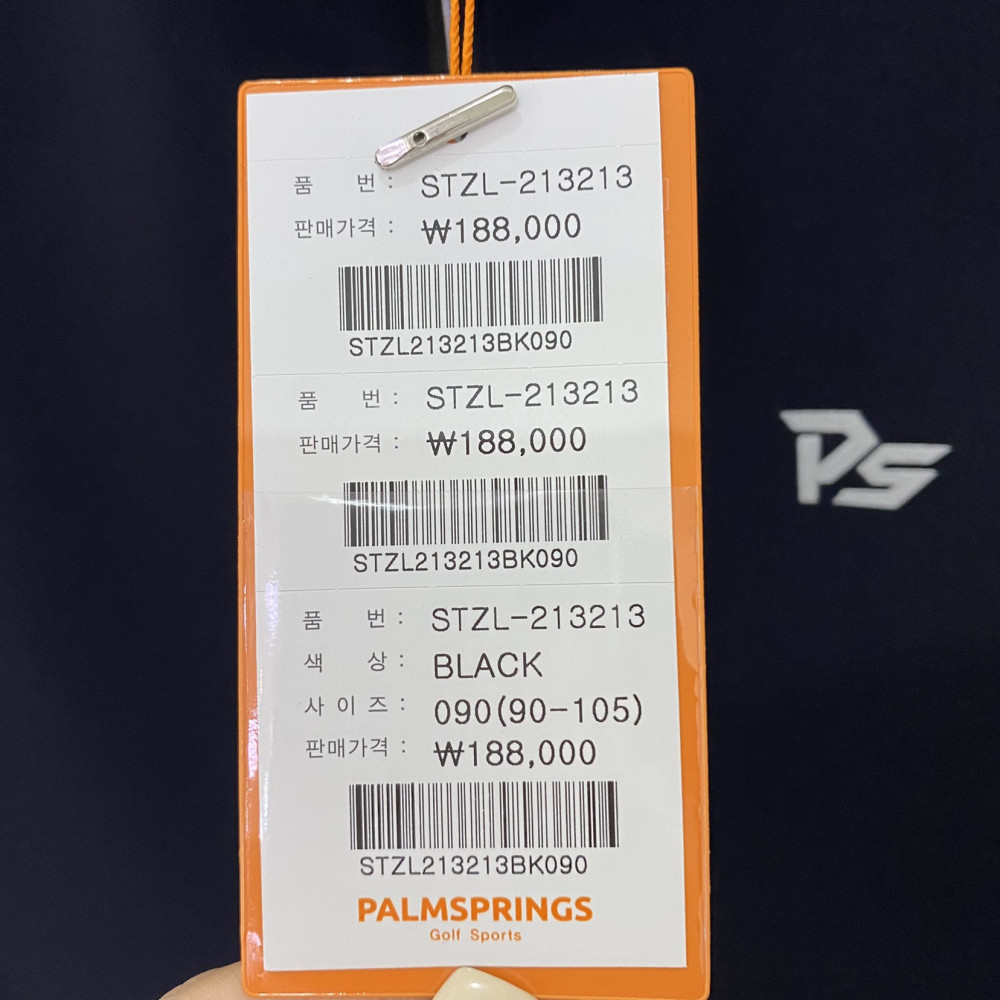 품 번 : STZL-213213
판매가격 : ₩188,000
STZL213213BK090
품 번 : STZL-213213
판매가격 : ₩188,000
STZL213213BK090
품 번 : STZL-213213
색 상 : BLACK
사 이 즈 : 090(90-105)
판매가격 : ₩188,000
STZL213213BK090
PALMSPRINGS
Golf Sports
PS